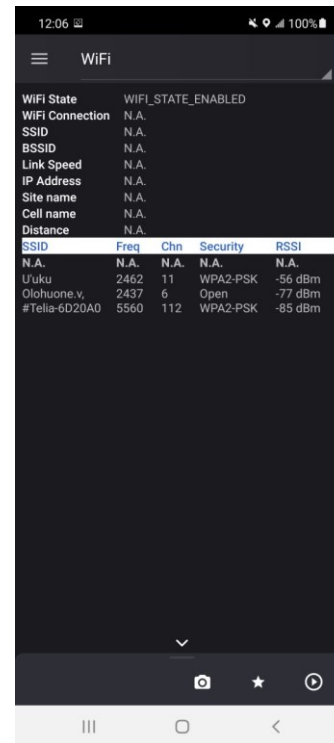 12:06 100%
WiFi
WiFi State WIFI_STATE_ENABLED
WiFi Connection N.A.
SSID N.A.
BSSID N.A.
Link Speed N.A.
IP Address N.A.
Site name N.A.
Cell name N.A.
Distance N.A.
SSID Freq Chn Security RSSI
N.A. N.A. N.A. N.A. N.A.
U'uku 2462 11 WPA2-PSK -56 dBm
Olohuone.v, 2437 6 Open -77 dBm
#Telia-6D20A0 5560 112 WPA2-PSK -85 dBm